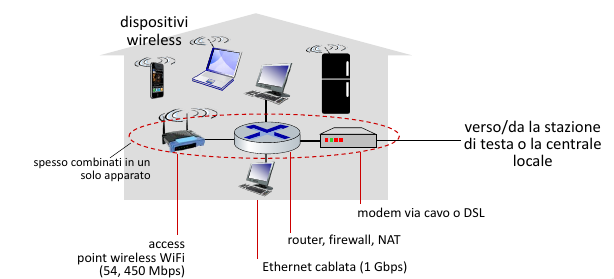 dispositivi
wireless
verso/da la stazione
di testa o la centrale
locale
spesso combinati in un
solo apparato
modem via cavo o DSL
router, firewall, NAT
access
point wireless WiFi
(54, 450 Mbps)
Ethernet cablata (1 Gbps)